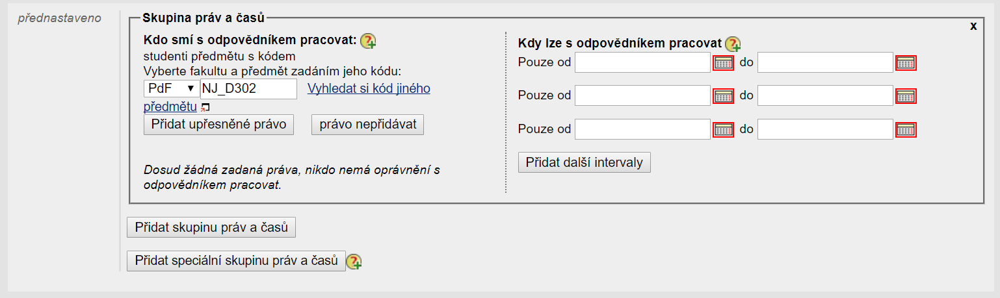 přednastaveno
Skupina práv a časů
x
Kdo smí s odpovědníkem pracovat:
studenti předmětu s kódem
Vyberte fakultu a předmět zadáním jeho kódu:
PdF NJ_D302 Vyhledat si kód jiného
předmětu
Přidat upřesněné právo právo nepřidávat
Dosud žádná zadaná práva, nikdo nemá oprávnění s
odpovědníkem pracovat.
Kdy lze s odpovědníkem pracovat
Pouze od do
Pouze od do
Pouze od do
Přidat další intervaly
Přidat skupinu práv a časů
Přidat speciální skupinu práv a časů